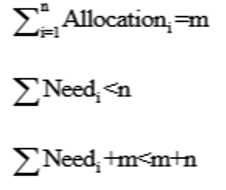 ∑ⁿᵢ₌₁ Allocationᵢ=m
∑Needᵢ<n
∑Needᵢ+m<m+n